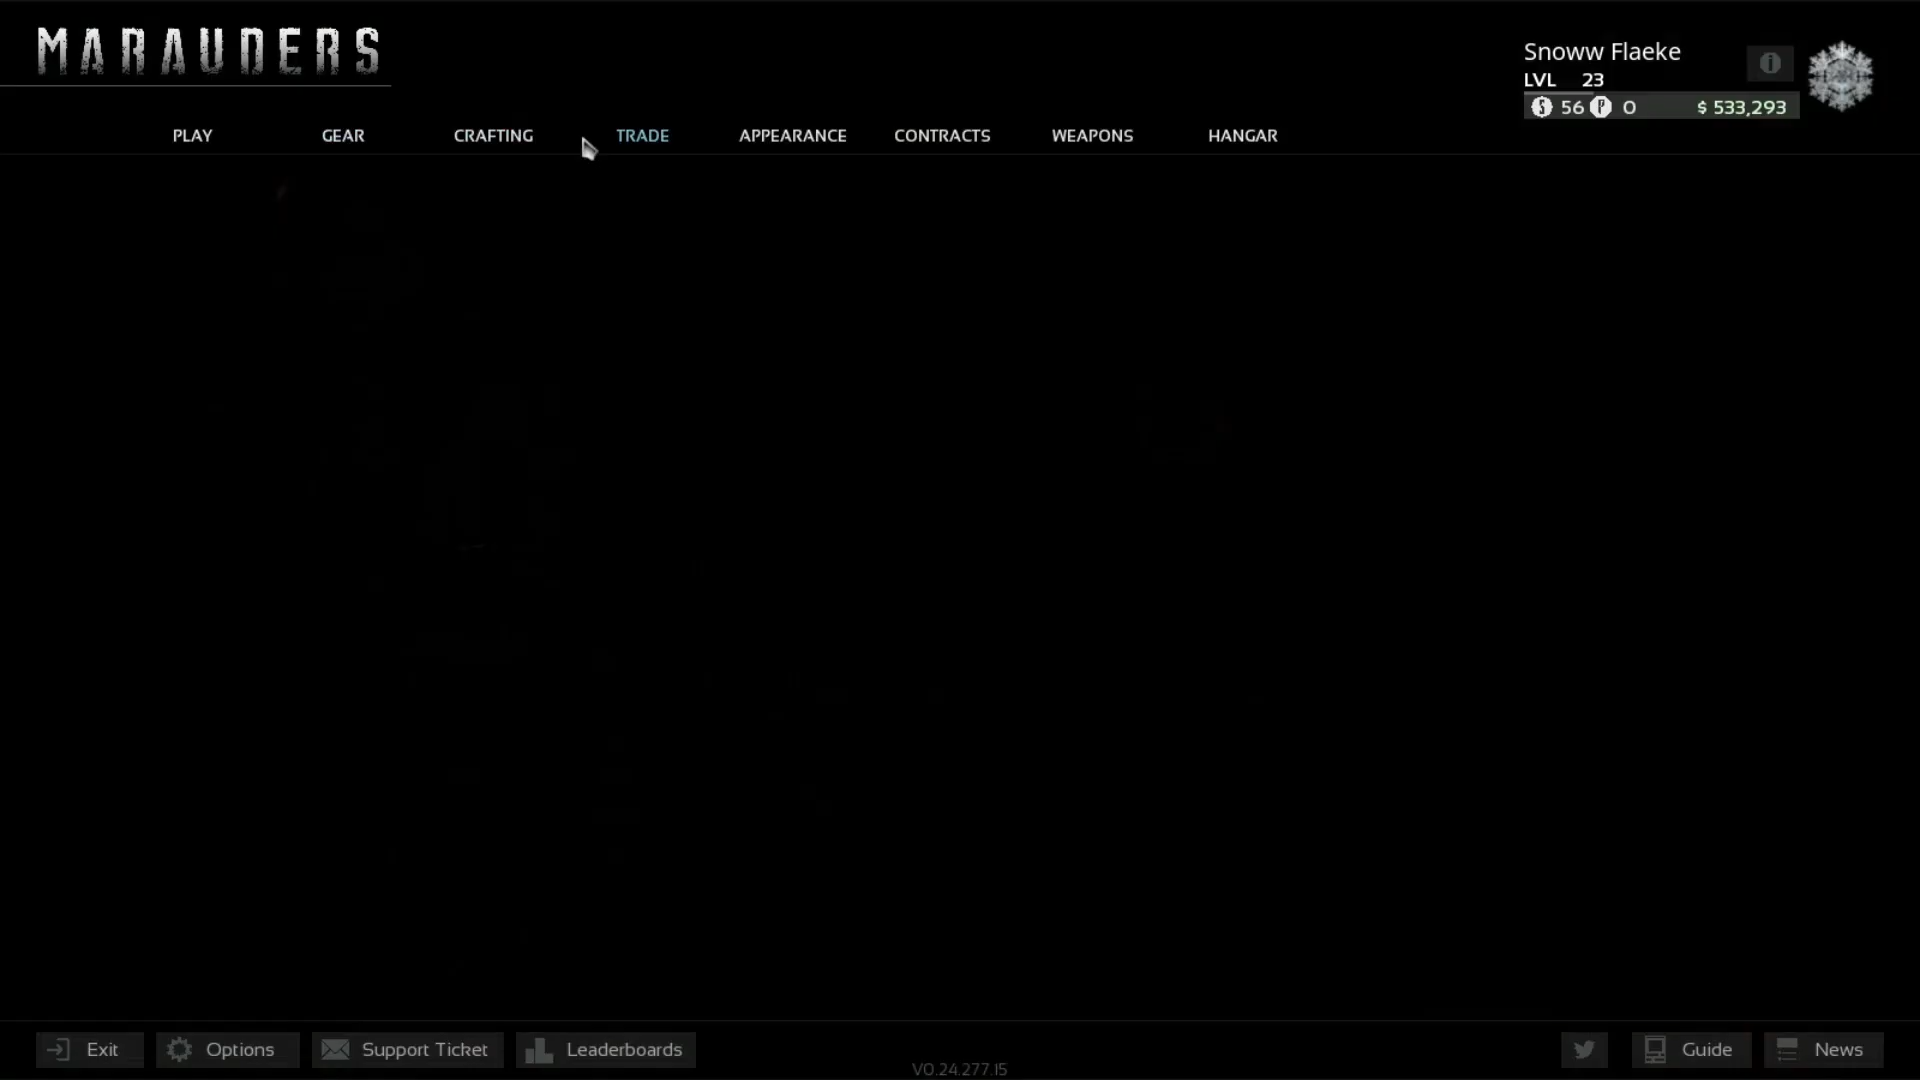 MARAUDERS
Snoww Flaeke
LVL 23
S 56 P 0 $ 533,293
PLAY GEAR CRAFTING TRADE APPEARANCE CONTRACTS WEAPONS HANGAR
Exit Options Support Ticket Leaderboards Guide News
V0.24.277.15